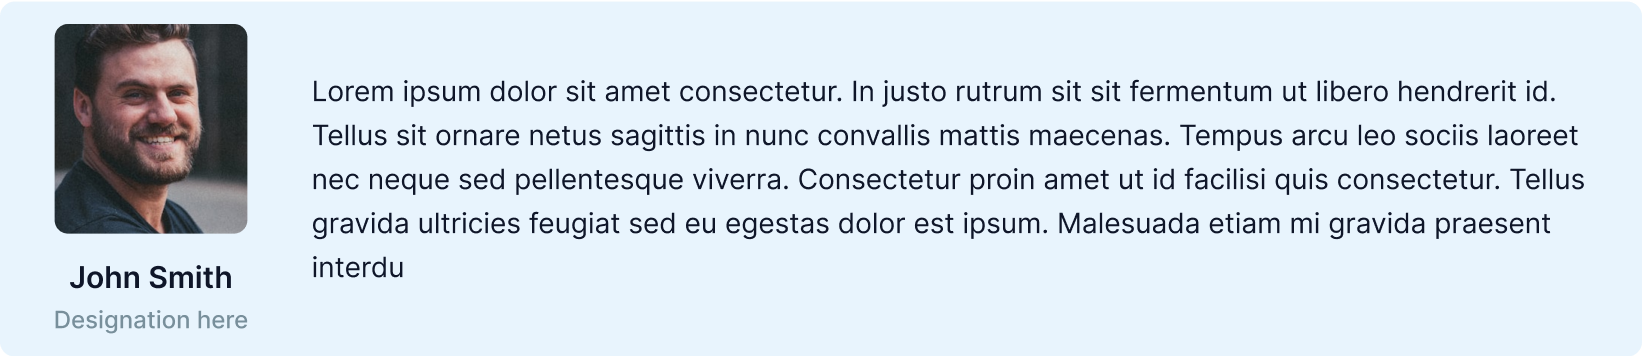 John Smith
Designation here
Lorem ipsum dolor sit amet consectetur. In justo rutrum sit sit fermentum ut libero hendrerit id.
Tellus sit ornare netus sagittis in nunc convallis mattis maecenas. Tempus arcu leo sociis laoreet
nec neque sed pellentesque viverra. Consectetur proin amet ut id facilisi quis consectetur. Tellus
gravida ultricies feugiat sed eu egestas dolor est ipsum. Malesuada etiam mi gravida praesent
interdu